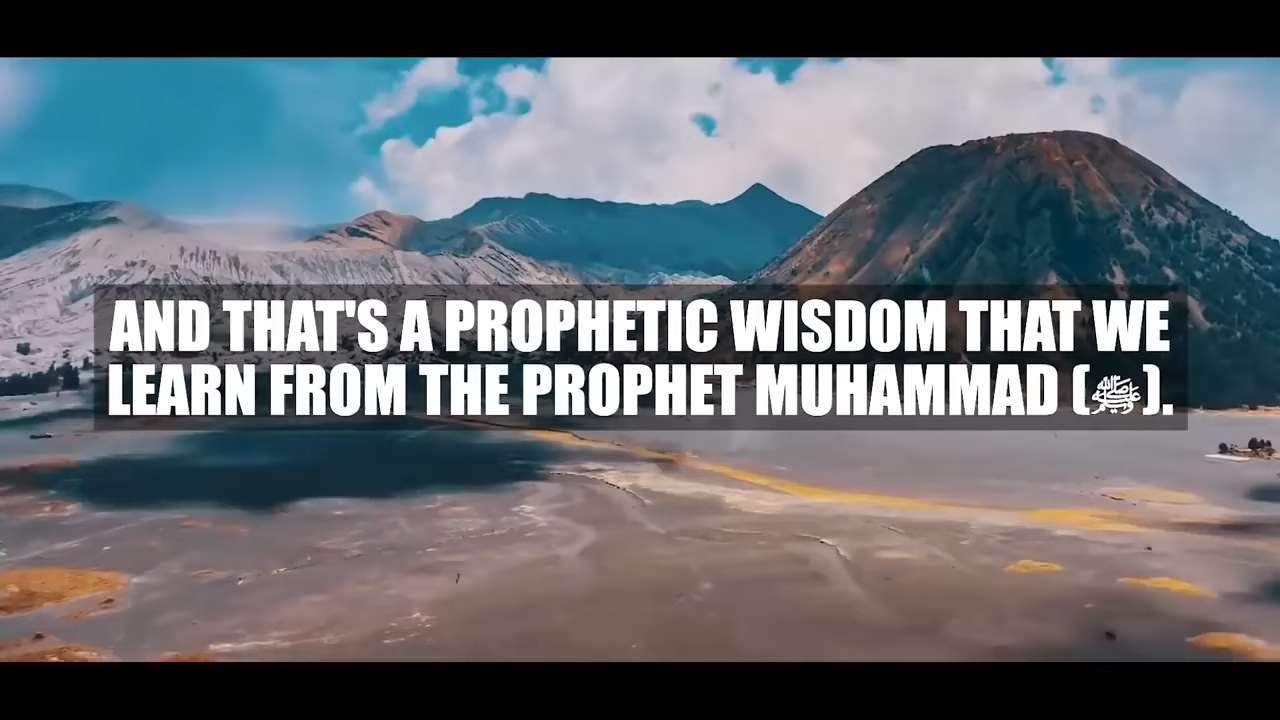 AND THAT'S A PROPHETIC WISDOM THAT WE
LEARN FROM THE PROPHET MUHAMMAD (ﷺ).